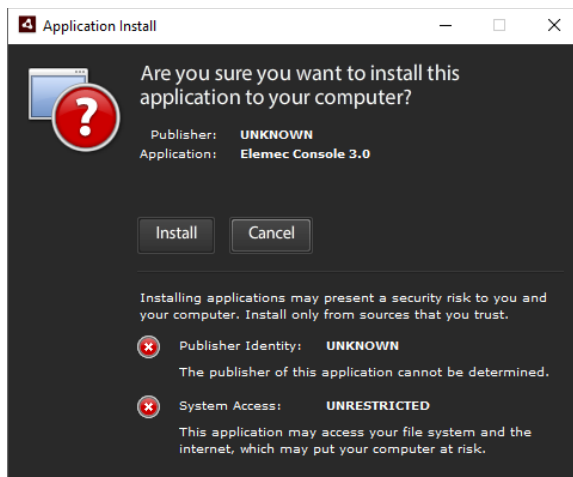 Application Install
Are you sure you want to install this
application to your computer?
Publisher: UNKNOWN
Application: Elemec Console 3.0
Install Cancel
Installing applications may present a security risk to you and
your computer. Install only from sources that you trust.
Publisher Identity: UNKNOWN
The publisher of this application cannot be determined.
System Access: UNRESTRICTED
This application may access your file system and the
internet, which may put your computer at risk.